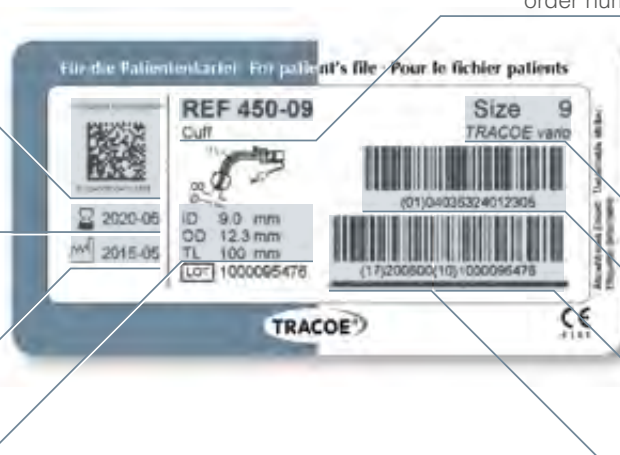 order num
Für die Patientenkartei · For patient's file · Pour le fichier patients
REF 450-09
Cuff
Size 9
TRACOE vario
(01)04035324012305
2020-05
2015-05
ID 9.0 mm
OD 12.3 mm
TL 100 mm
LOT 1000095476
(17)200500(10)1000095476
TRACOE
CE